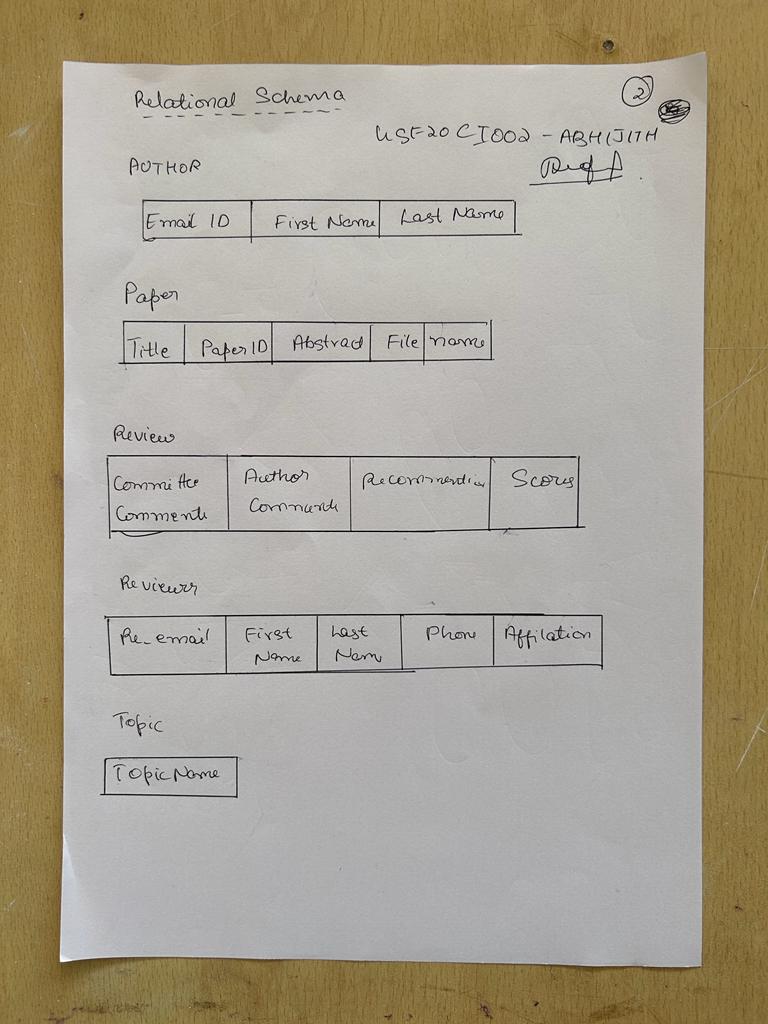 Relational Schema
2
USF20CI002 - ABHIJITH
AUTHOR
Email ID First Name Last Name
Paper
Title Paper ID Abstract File name
Review
Committee Comments Author Comments Recommendation Scores
Reviewers
Re_email First Name Last Name Phone Affilation
Topic
Topic Name